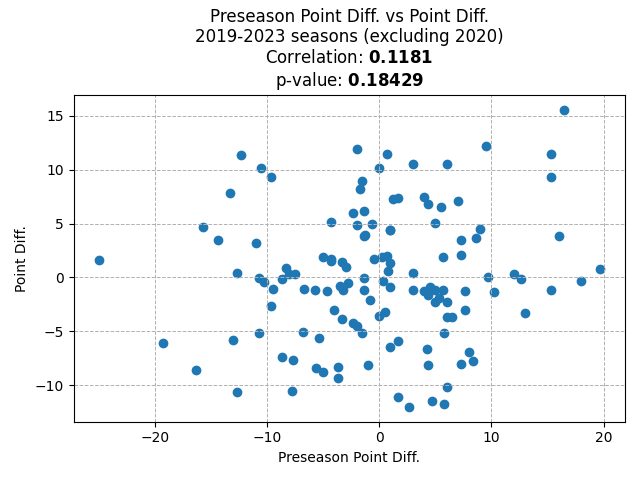 Preseason Point Diff. vs Point Diff.
2019-2023 seasons (excluding 2020)
Correlation: 0.1181
p-value: 0.18429
15
10
5
0
−5
−10
Point Diff.
−20
−10
0
10
20
Preseason Point Diff.